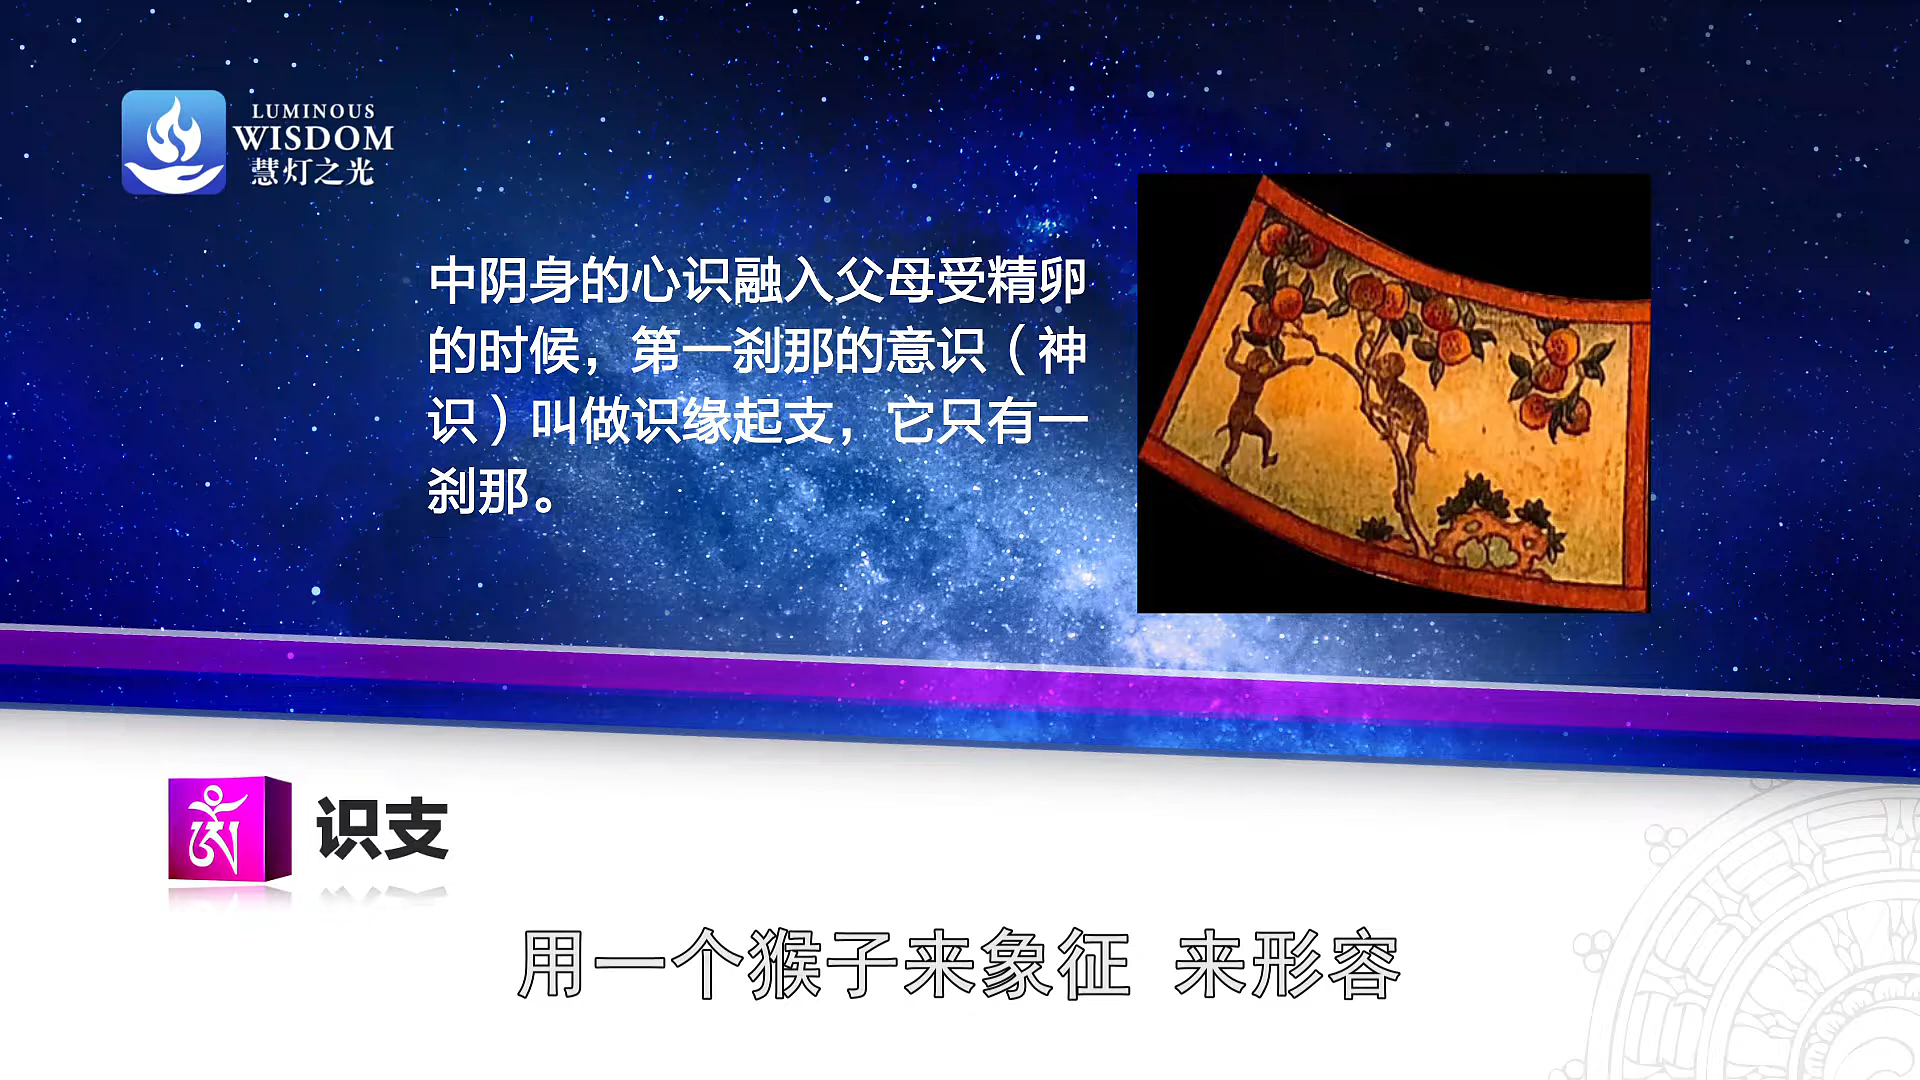 LUMINOUS
WISDOM
慧灯之光
中阴身的心识融入父母受精卵
的时候，第一刹那的意识（神
识）叫做识缘起支，它只有一
刹那。
ༀ
识支
用一个猴子来象征 来形容